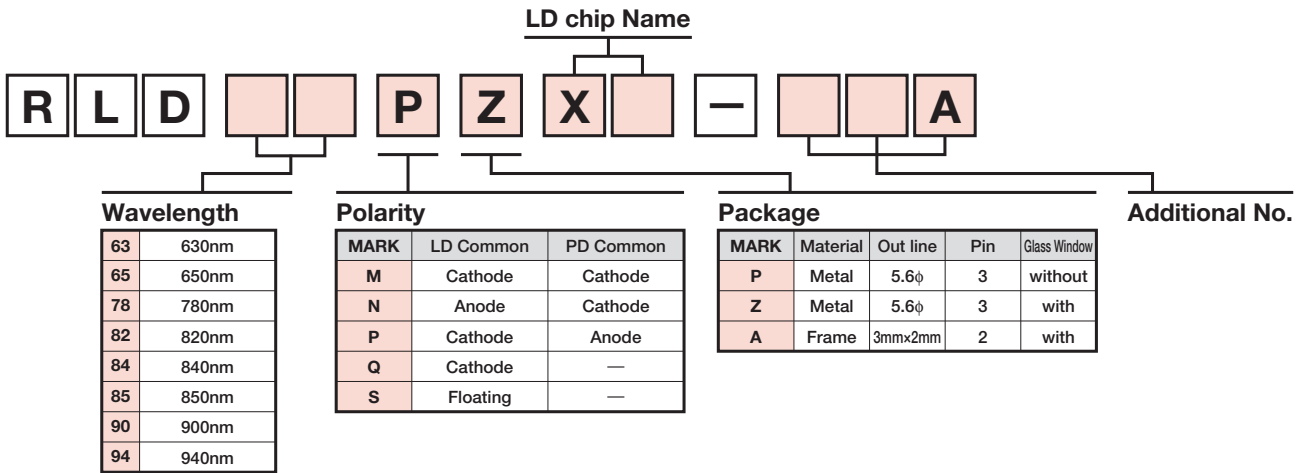 LD chip Name
R L D P Z X — A
Wavelength
63 630nm
65 650nm
78 780nm
82 820nm
84 840nm
85 850nm
90 900nm
94 940nm
Polarity
MARK LD Common PD Common
M Cathode Cathode
N Anode Cathode
P Cathode Anode
Q Cathode —
S Floating —
Package
MARK Material Out line Pin Glass Window
P Metal 5.6ϕ 3 without
Z Metal 5.6ϕ 3 with
A Frame 3mm×2mm 2 with
Additional No.